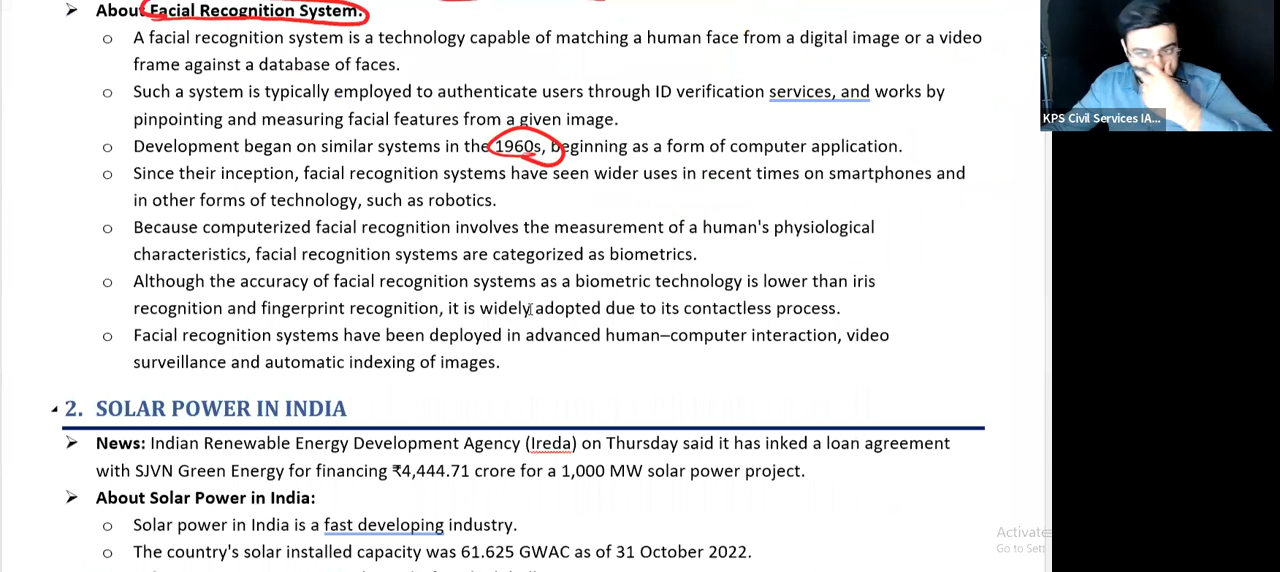 ➤ About Facial Recognition System:
o A facial recognition system is a technology capable of matching a human face from a digital image or a video
frame against a database of faces.
o Such a system is typically employed to authenticate users through ID verification services, and works by
pinpointing and measuring facial features from a given image.
o Development began on similar systems in the 1960s, beginning as a form of computer application.
o Since their inception, facial recognition systems have seen wider uses in recent times on smartphones and
in other forms of technology, such as robotics.
o Because computerized facial recognition involves the measurement of a human's physiological
characteristics, facial recognition systems are categorized as biometrics.
o Although the accuracy of facial recognition systems as a biometric technology is lower than iris
recognition and fingerprint recognition, it is widely adopted due to its contactless process.
o Facial recognition systems have been deployed in advanced human–computer interaction, video
surveillance and automatic indexing of images.
KPS Civil Services IA...
2. SOLAR POWER IN INDIA
➤ News: Indian Renewable Energy Development Agency (Ireda) on Thursday said it has inked a loan agreement
with SJVN Green Energy for financing ₹4,444.71 crore for a 1,000 MW solar power project.
➤ About Solar Power in India:
o Solar power in India is a fast developing industry.
o The country's solar installed capacity was 61.625 GWAC as of 31 October 2022.
Activate
Go to Sett